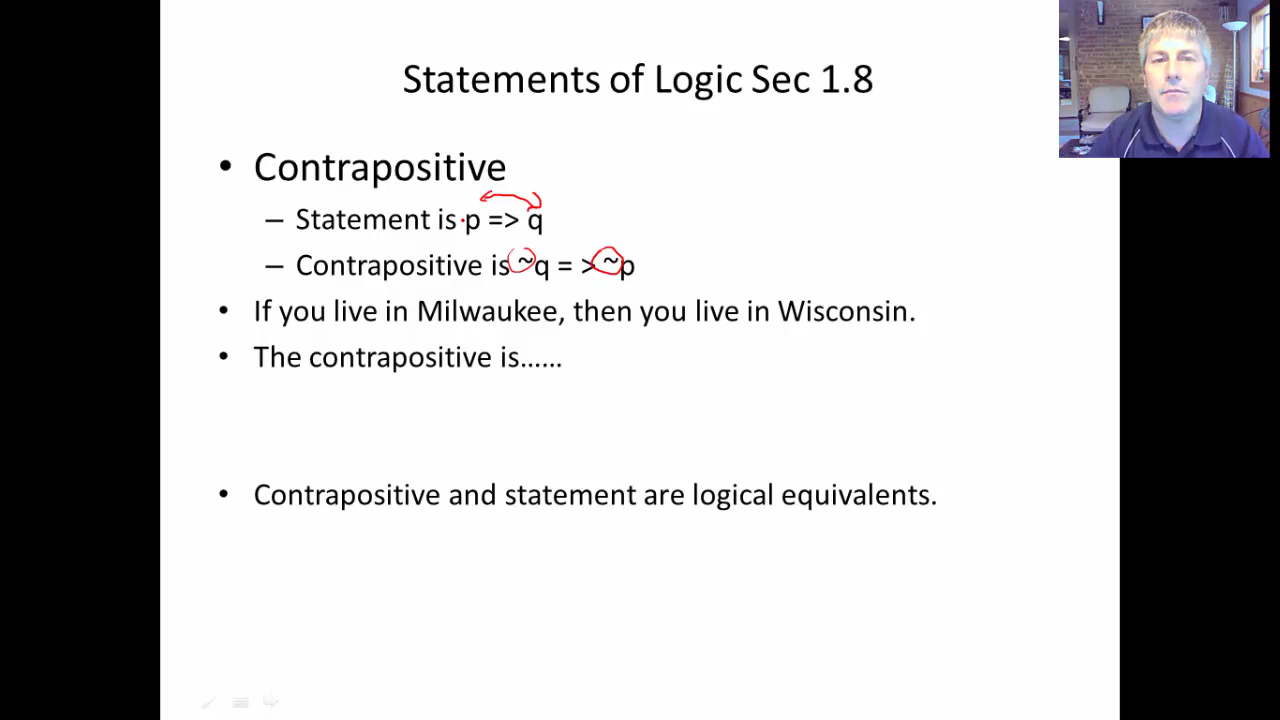 Statements of Logic Sec 1.8
• Contrapositive
– Statement is p => q
– Contrapositive is ~q = > ~p
• If you live in Milwaukee, then you live in Wisconsin.
• The contrapositive is......
• Contrapositive and statement are logical equivalents.